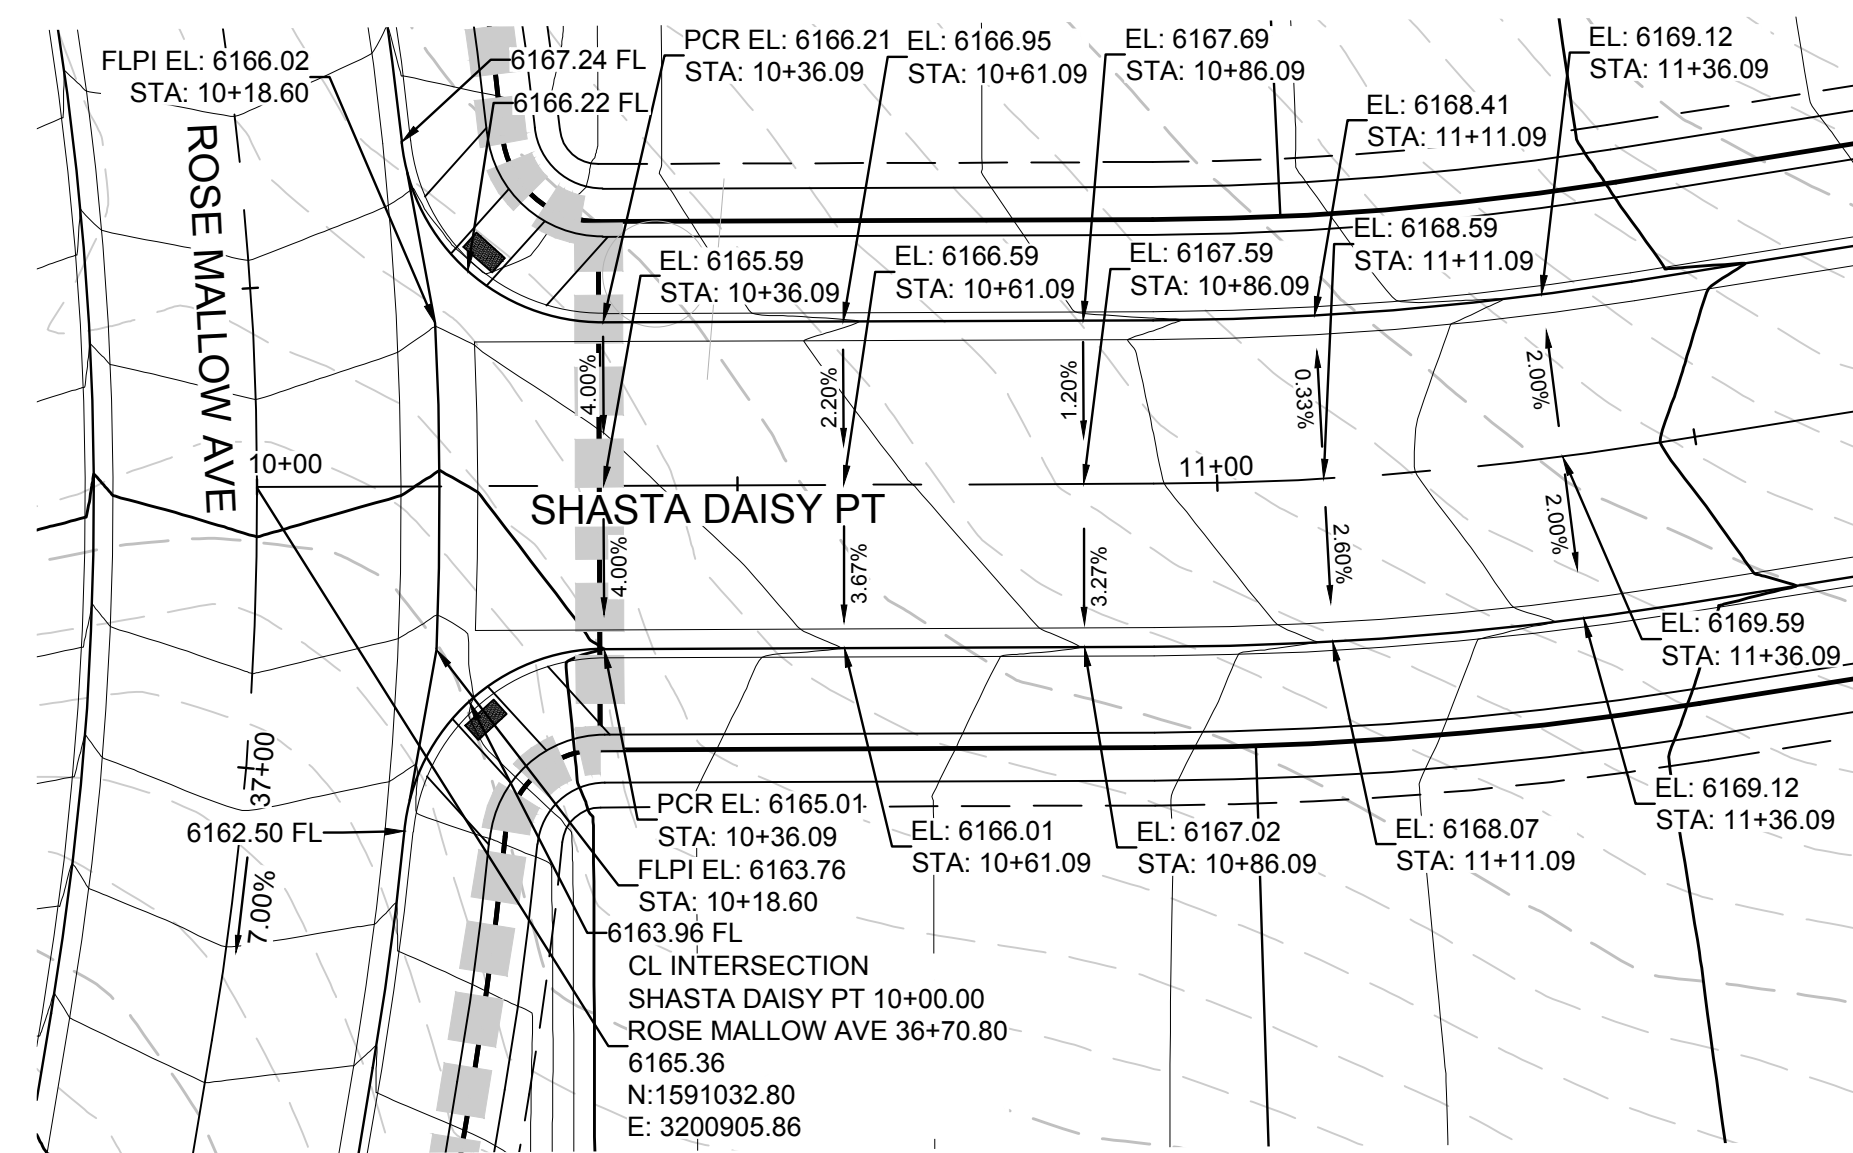 FLPI EL: 6166.02
STA: 10+18.60
6167.24 FL
6166.22 FL
PCR EL: 6166.21
STA: 10+36.09
EL: 6166.95
STA: 10+61.09
EL: 6167.69
STA: 10+86.09
EL: 6169.12
STA: 11+36.09
EL: 6168.41
STA: 11+11.09
ROSE MALLOW AVE
EL: 6165.59
STA: 10+36.09
EL: 6166.59
STA: 10+61.09
EL: 6167.59
STA: 10+86.09
EL: 6168.59
STA: 11+11.09
4.00%
2.20%
1.20%
0.33%
2.00%
10+00
11+00
SHASTA DAISY PT
4.00%
3.67%
3.27%
2.60%
2.00%
EL: 6169.59
STA: 11+36.09
37+00
6162.50 FL
7.00%
PCR EL: 6165.01
STA: 10+36.09
EL: 6166.01
STA: 10+61.09
EL: 6167.02
STA: 10+86.09
EL: 6168.07
STA: 11+11.09
EL: 6169.12
STA: 11+36.09
FLPI EL: 6163.76
STA: 10+18.60
6163.96 FL
CL INTERSECTION
SHASTA DAISY PT 10+00.00
ROSE MALLOW AVE 36+70.80
6165.36
N:1591032.80
E: 3200905.86